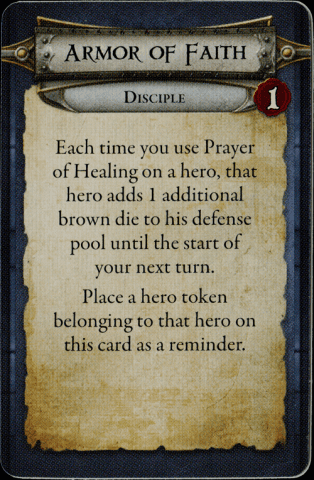 Armor of Faith
Disciple
1
Each time you use Prayer
of Healing on a hero, that
hero adds 1 additional
brown die to his defense
pool until the start of
your next turn.
Place a hero token
belonging to that hero on
this card as a reminder.